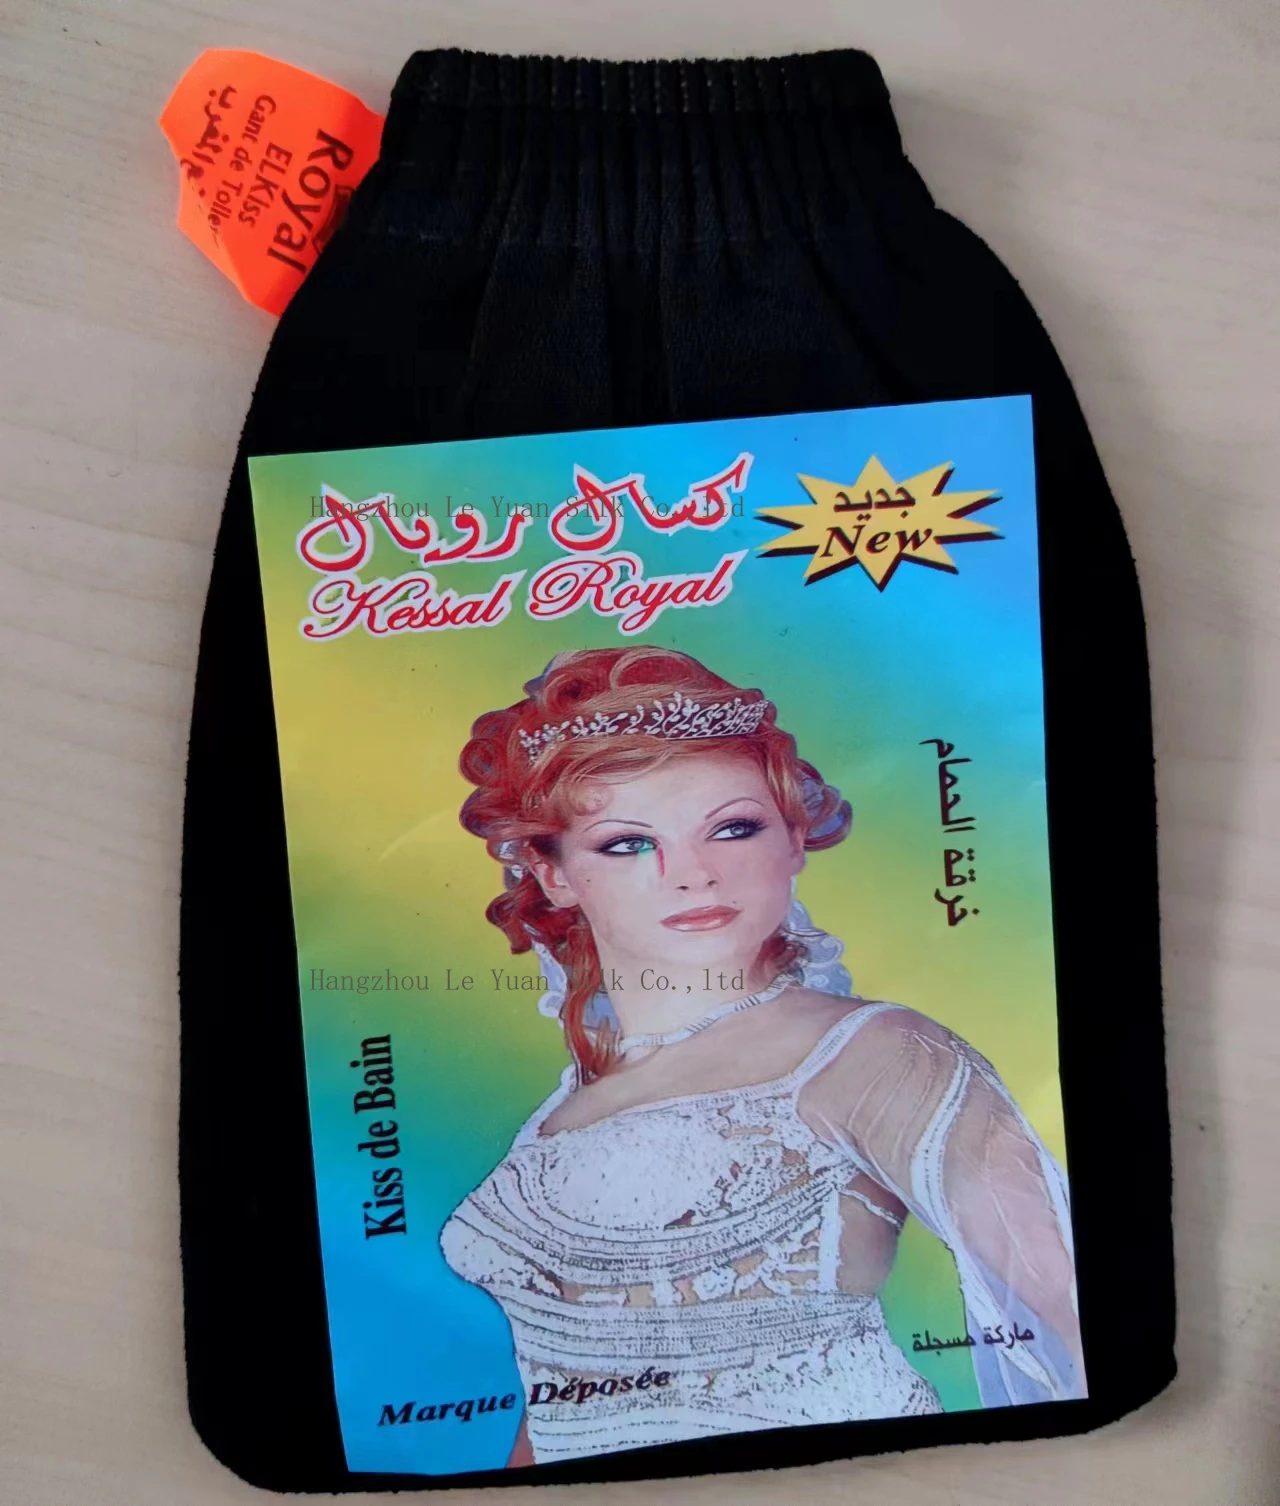 Royal
ELKiss
Gant de Toile
كسال رويال
Kessal Royal
جديد
New
Hangzhou Le Yuan Silk Co.,ltd
خرقة الحمام
Hangzhou Le Yuan Silk Co.,ltd
Kiss de Bain
ماركة مسجلة
Marque Déposée